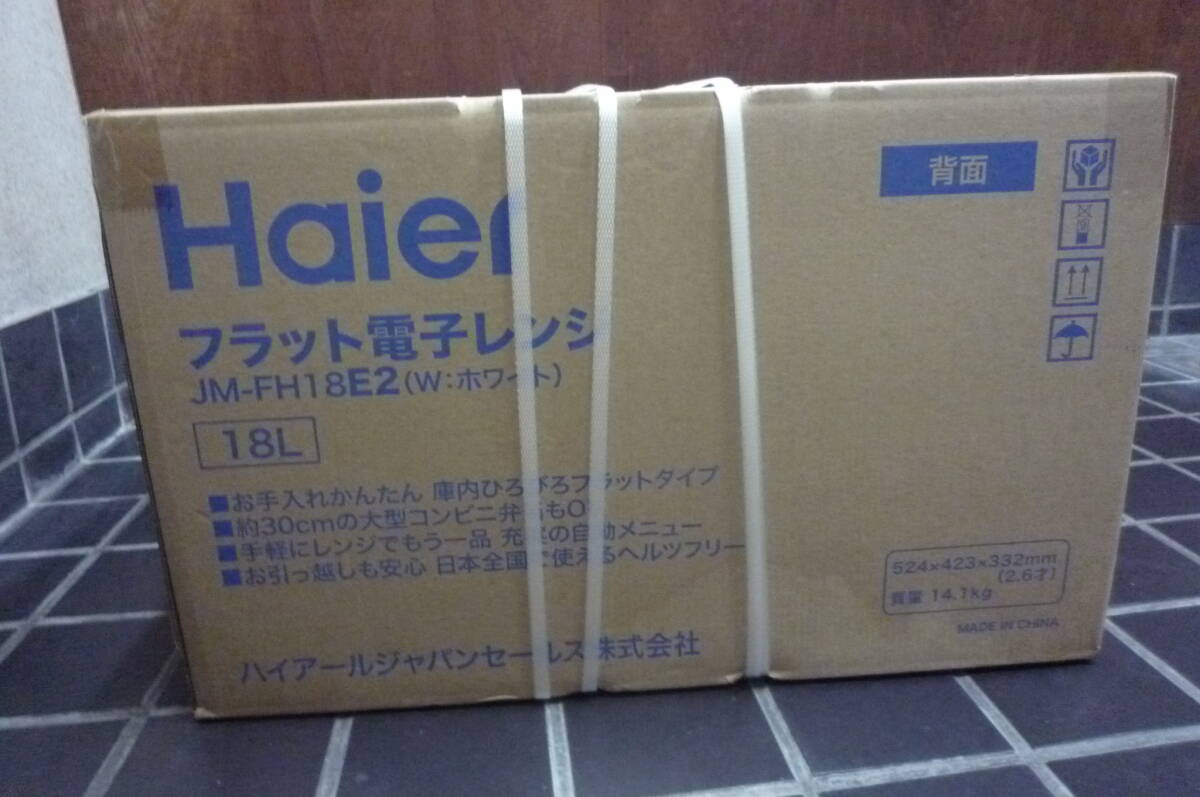 Haier
フラット電子レンジ
JM-FH18E2(W:ホワイト)
18L
■お手入れかんたん 庫内ひろびろフラットタイプ
■約30cmの大型コンビニ弁当もOK
■手軽にレンジでもう一品 充実の自動メニュー
■お引っ越しも安心 日本全国で使えるヘルツフリー
ハイアールジャパンセールス株式会社
背面
524×423×332mm
(2.6才)
質量 14.1kg
MADE IN CHINA